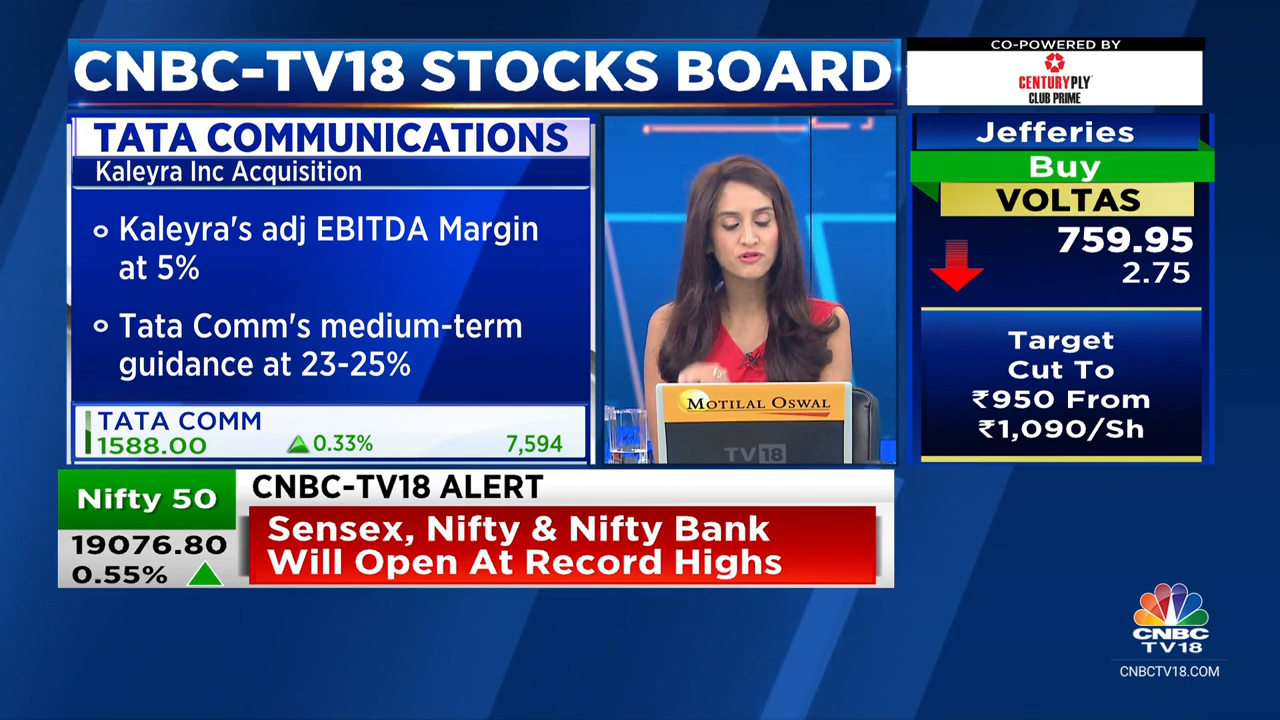 CNBC-TV18 STOCKS BOARD
CO-POWERED BY
CENTURYPLY
CLUB PRIME
TATA COMMUNICATIONS
Kaleyra Inc Acquisition
Kaleyra's adj EBITDA Margin
at 5%
Tata Comm's medium-term
guidance at 23-25%
TATA COMM
1588.00 0.33% 7,594
MOTILAL OSWAL
TV18
Jefferies
Buy
VOLTAS
759.95
2.75
Target
Cut To
₹950 From
₹1,090/Sh
Nifty 50
19076.80
0.55%
CNBC-TV18 ALERT
Sensex, Nifty & Nifty Bank
Will Open At Record Highs
CNBC
TV18
CNBCTV18.COM